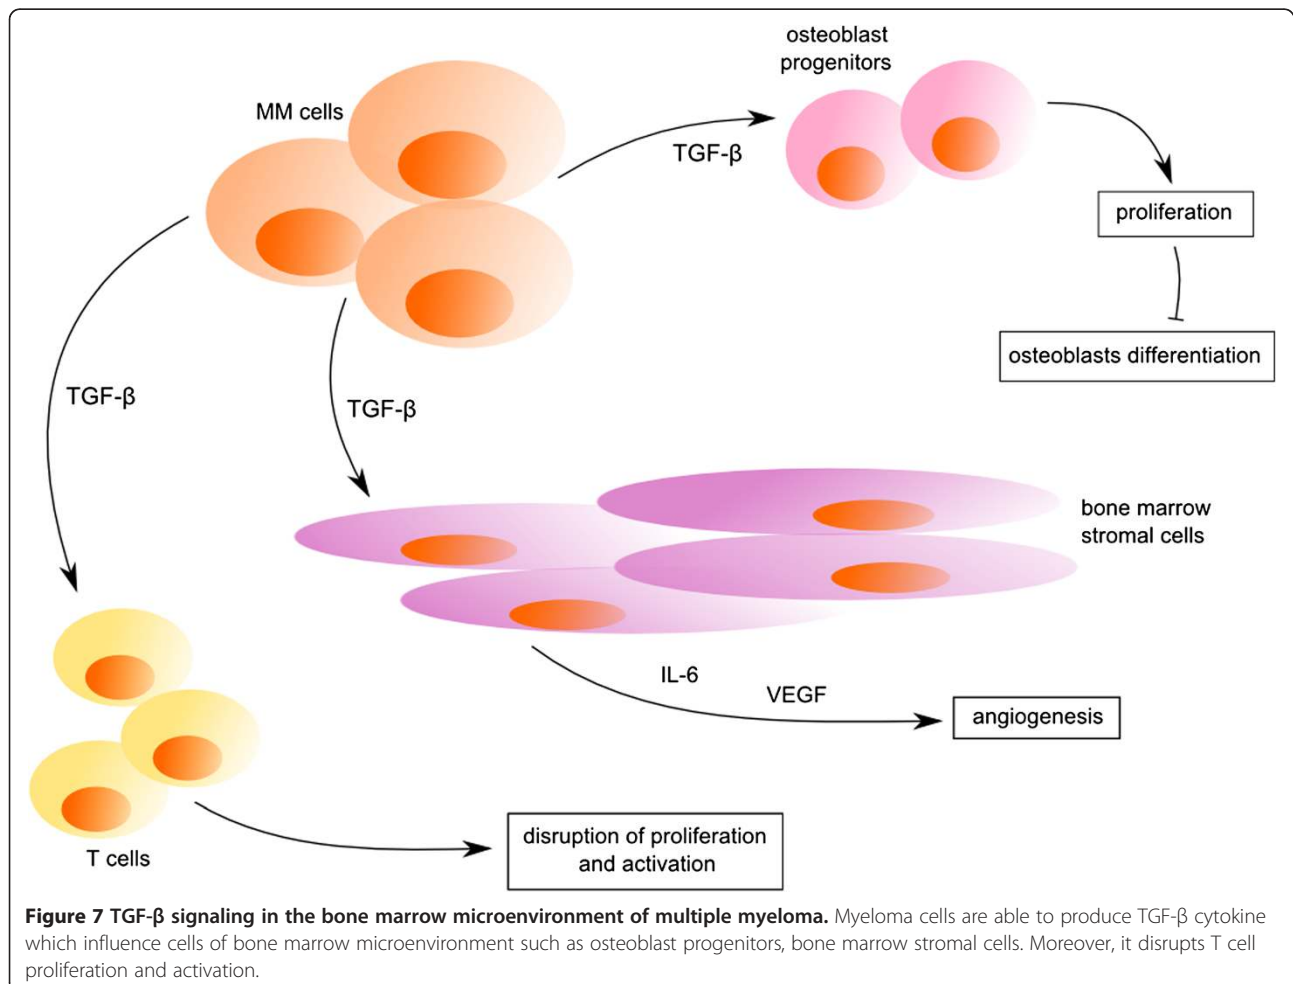 osteoblast
progenitors
MM cells
TGF-β
proliferation
osteoblasts differentiation
TGF-β
TGF-β
bone marrow
stromal cells
IL-6
VEGF
angiogenesis
T cells
disruption of proliferation
and activation
Figure 7 TGF-β signaling in the bone marrow microenvironment of multiple myeloma. Myeloma cells are able to produce TGF-β cytokine
which influence cells of bone marrow microenvironment such as osteoblast progenitors, bone marrow stromal cells. Moreover, it disrupts T cell
proliferation and activation.